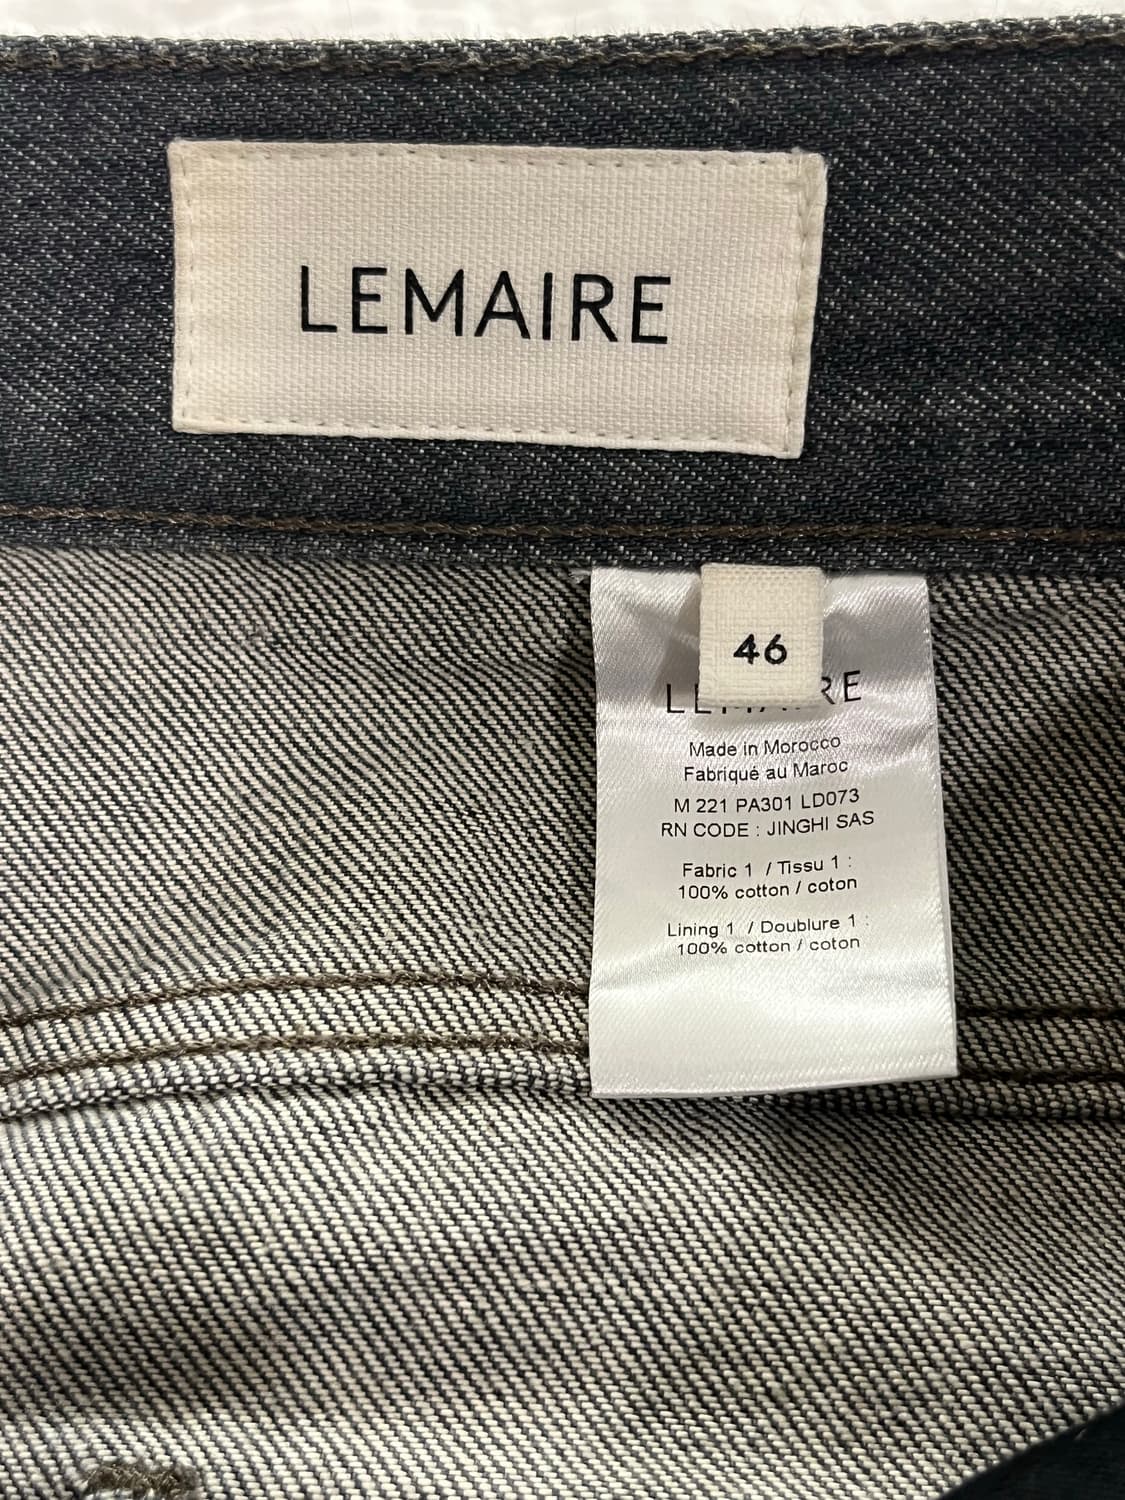 LEMAIRE
46
Made in Morocco
Fabriqué au Maroc
M 221 PA301 LD073
RN CODE : JINGHI SAS
Fabric 1 / Tissu 1 :
100% cotton / coton
Lining 1 / Doublure 1 :
100% cotton / coton